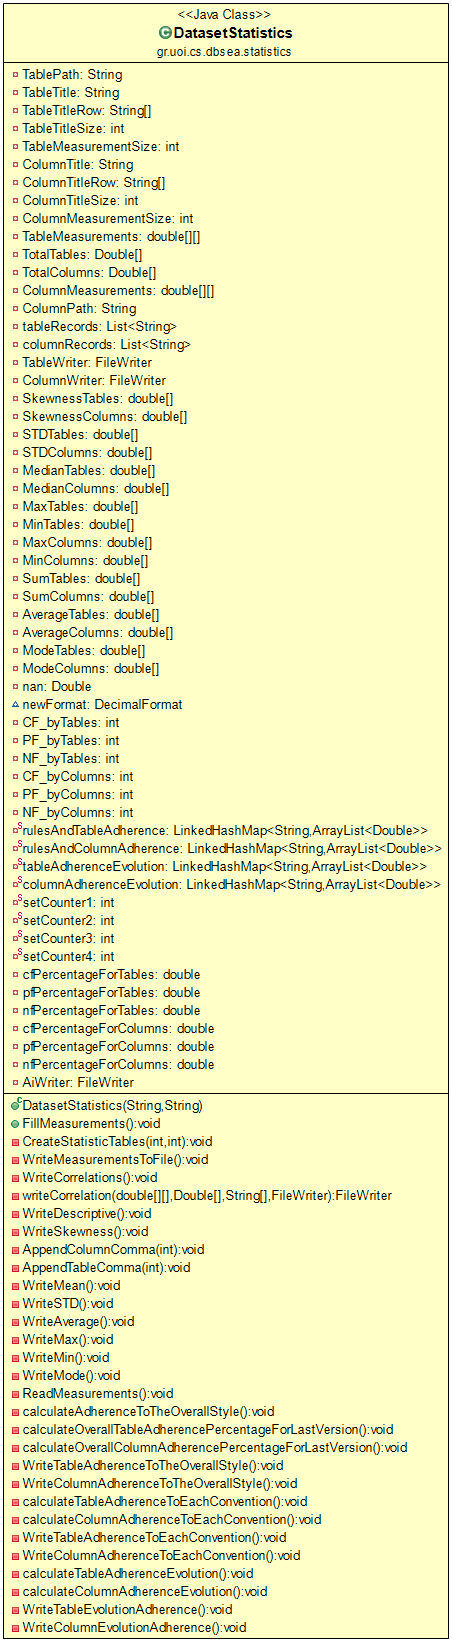 <<Java Class>>
DatasetStatistics
gr.uoi.cs.dbsea.statistics
TablePath: String
TableTitle: String
TableTitleRow: String[]
TableTitleSize: int
TableMeasurementSize: int
ColumnTitle: String
ColumnTitleRow: String[]
ColumnTitleSize: int
ColumnMeasurementSize: int
TableMeasurements: double[][]
TotalTables: Double[]
TotalColumns: Double[]
ColumnMeasurements: double[][]
ColumnPath: String
tableRecords: List<String>
columnRecords: List<String>
TableWriter: FileWriter
ColumnWriter: FileWriter
SkewnessTables: double[]
SkewnessColumns: double[]
STDTables: double[]
STDColumns: double[]
MedianTables: double[]
MedianColumns: double[]
MaxTables: double[]
MinTables: double[]
MaxColumns: double[]
MinColumns: double[]
SumTables: double[]
SumColumns: double[]
AverageTables: double[]
AverageColumns: double[]
ModeTables: double[]
ModeColumns: double[]
nan: Double
newFormat: DecimalFormat
CF_byTables: int
PF_byTables: int
NF_byTables: int
CF_byColumns: int
PF_byColumns: int
NF_byColumns: int
rulesAndTableAdherence: LinkedHashMap<String,ArrayList<Double>>
rulesAndColumnAdherence: LinkedHashMap<String,ArrayList<Double>>
tableAdherenceEvolution: LinkedHashMap<String,ArrayList<Double>>
columnAdherenceEvolution: LinkedHashMap<String,ArrayList<Double>>
setCounter1: int
setCounter2: int
setCounter3: int
setCounter4: int
cfPercentageForTables: double
pfPercentageForTables: double
nfPercentageForTables: double
cfPercentageForColumns: double
pfPercentageForColumns: double
nfPercentageForColumns: double
AiWriter: FileWriter
DatasetStatistics(String,String)
FillMeasurements():void
CreateStatisticTables(int,int):void
WriteMeasurementsToFile():void
WriteCorrelations():void
writeCorrelation(double[][],Double[],String[],FileWriter):FileWriter
WriteDescriptive():void
WriteSkewness():void
AppendColumnComma(int):void
AppendTableComma(int):void
WriteMean():void
WriteSTD():void
WriteAverage():void
WriteMax():void
WriteMin():void
WriteMode():void
ReadMeasurements():void
calculateAdherenceToTheOverallStyle():void
calculateOverallTableAdherencePercentageForLastVersion():void
calculateOverallColumnAdherencePercentageForLastVersion():void
WriteTableAdherenceToTheOverallStyle():void
WriteColumnAdherenceToTheOverallStyle():void
calculateTableAdherenceToEachConvention():void
calculateColumnAdherenceToEachConvention():void
WriteTableAdherenceToEachConvention():void
WriteColumnAdherenceToEachConvention():void
calculateTableAdherenceEvolution():void
calculateColumnAdherenceEvolution():void
WriteTableEvolutionAdherence():void
WriteColumnEvolutionAdherence():void